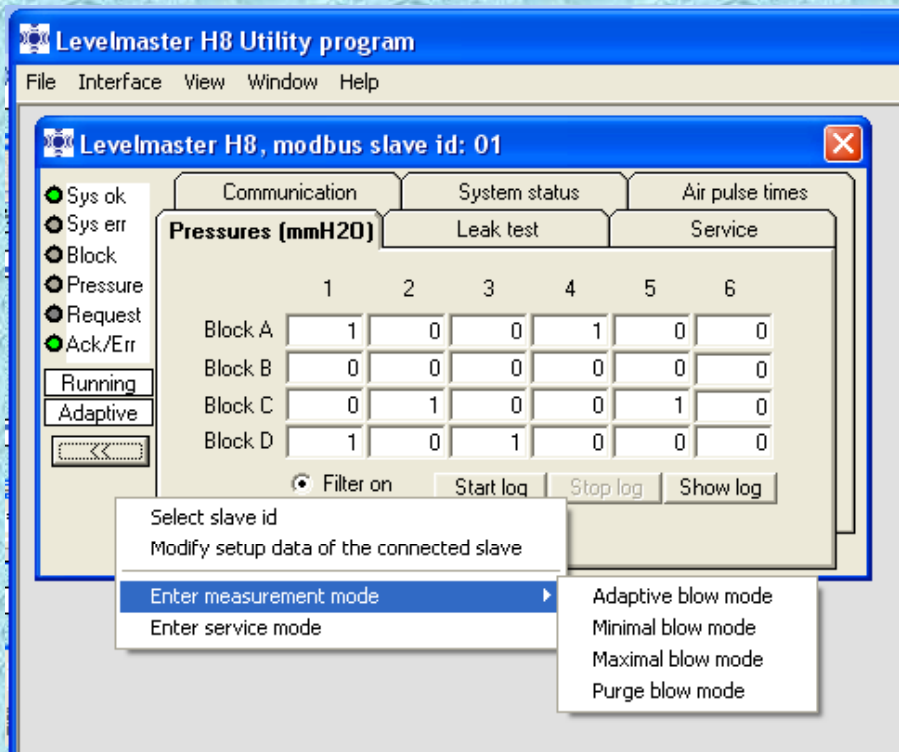 Levelmaster H8 Utility program
File Interface View Window Help
Levelmaster H8, modbus slave id: 01
Sys ok
Sys err
Block
Pressure
Request
Ack/Err
Running
Adaptive
<<
Communication System status Air pulse times
Pressures (mmH2O) Leak test Service
1 2 3 4 5 6
Block A 1 0 0 1 0 0
Block B 0 0 0 0 0 0
Block C 0 1 0 0 1 0
Block D 1 0 1 0 0 0
Filter on Start log Stop log Show log
Select slave id
Modify setup data of the connected slave
Enter measurement mode
Enter service mode
Adaptive blow mode
Minimal blow mode
Maximal blow mode
Purge blow mode